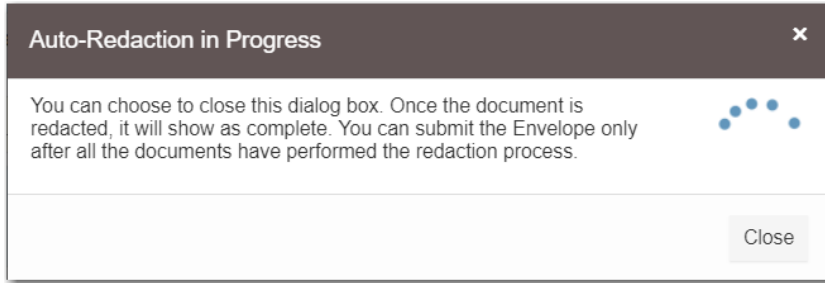 Auto-Redaction in Progress
You can choose to close this dialog box. Once the document is
redacted, it will show as complete. You can submit the Envelope only
after all the documents have performed the redaction process.
Close